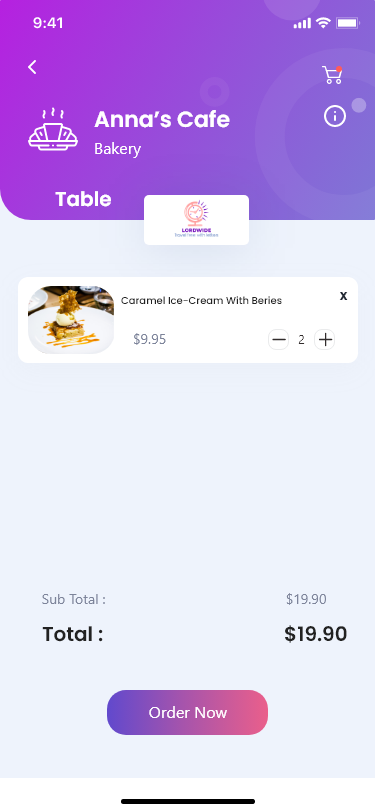 9:41
Anna's Cafe
Bakery
Table
LORDWIDE
Caramel Ice-Cream With Beries
x
$9.95
2
Sub Total : $19.90
Total : $19.90
Order Now